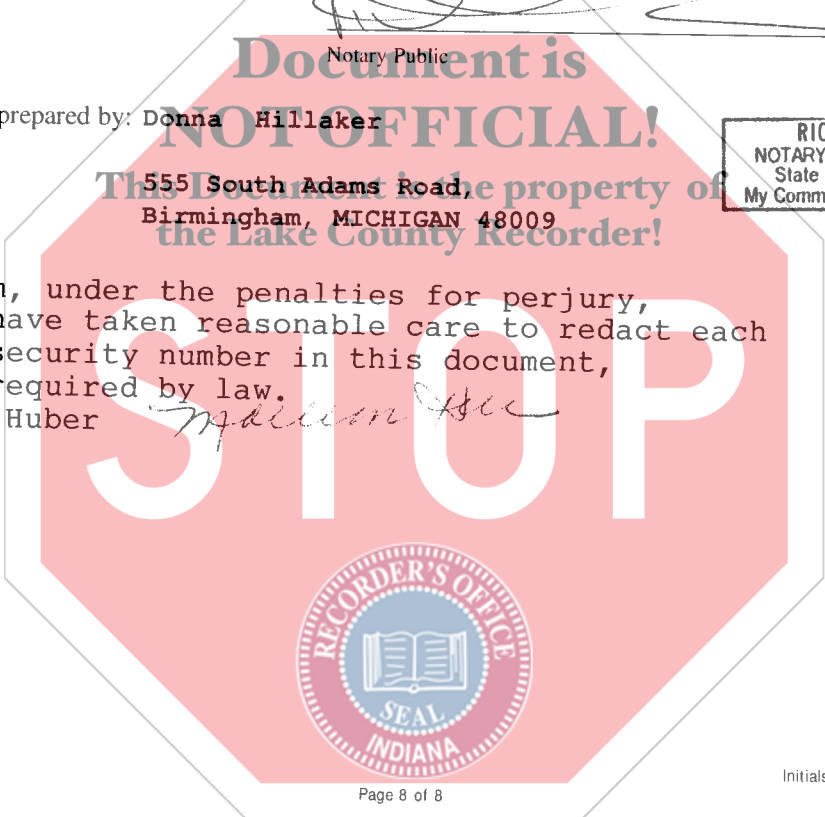 Notary Public
Document is
prepared by: Donna Hillaker
NOT OFFICIAL!
RIC
NOTARY
State
My Comm
555 South Adams Road,
This Document is the property of
Birmingham, MICHIGAN 48009
the Lake County Recorder!
, under the penalties for perjury,
have taken reasonable care to redact each
security number in this document,
required by law.
Huber
STOP
RECORDER'S OFFICE
SEAL
INDIANA
Initials
Page 8 of 8